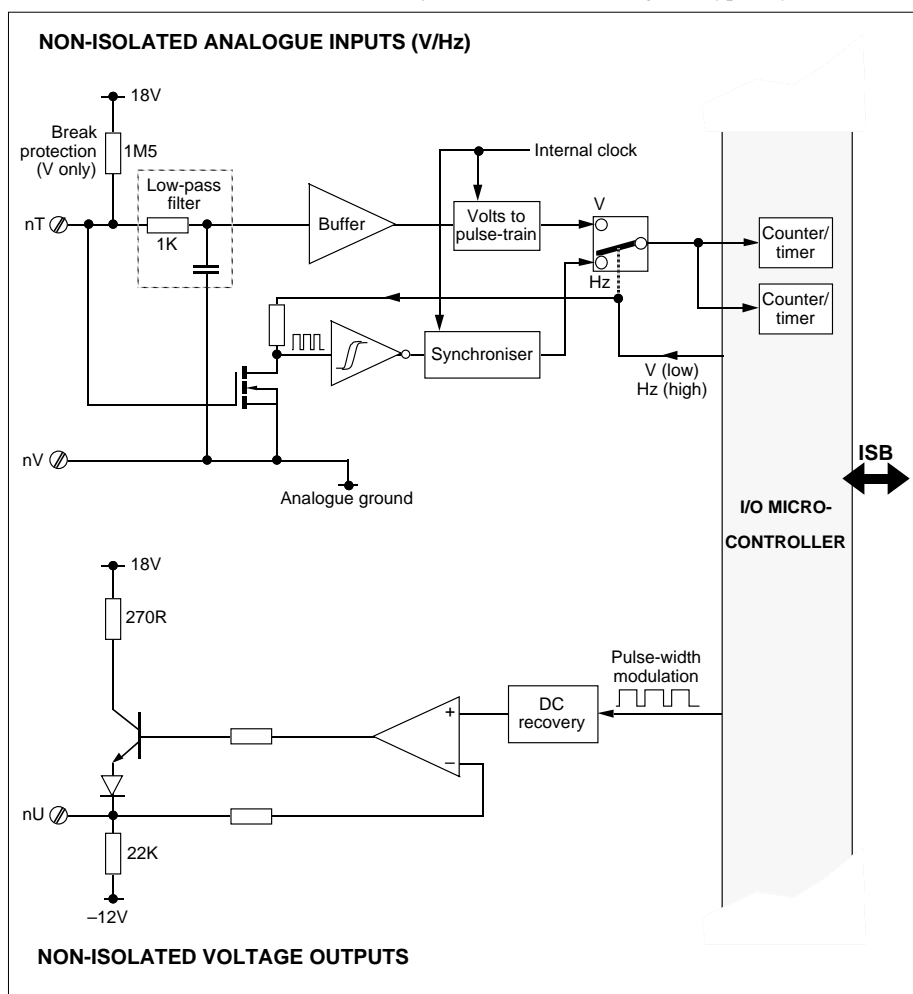 NON-ISOLATED ANALOGUE INPUTS (V/Hz)
18V
Break
protection
(V only)
1M5
Internal clock
Low-pass
filter
nT
1K
Buffer
Volts to
pulse-train
V
Hz
Counter/
timer
Counter/
timer
Synchroniser
V (low)
Hz (high)
nV
Analogue ground
ISB
I/O MICRO-
CONTROLLER
18V
270R
Pulse-width
modulation
DC
recovery
+
–
nU
22K
–12V
NON-ISOLATED VOLTAGE OUTPUTS